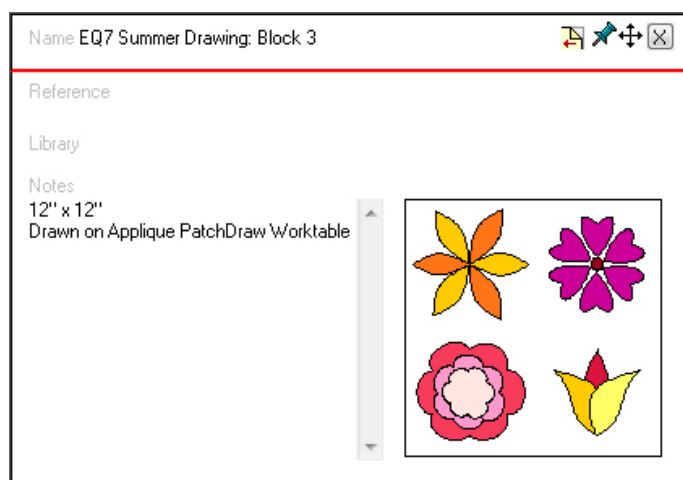 Name EQ7 Summer Drawing: Block 3
Reference
Library
Notes
12" x 12"
Drawn on Applique PatchDraw Worktable